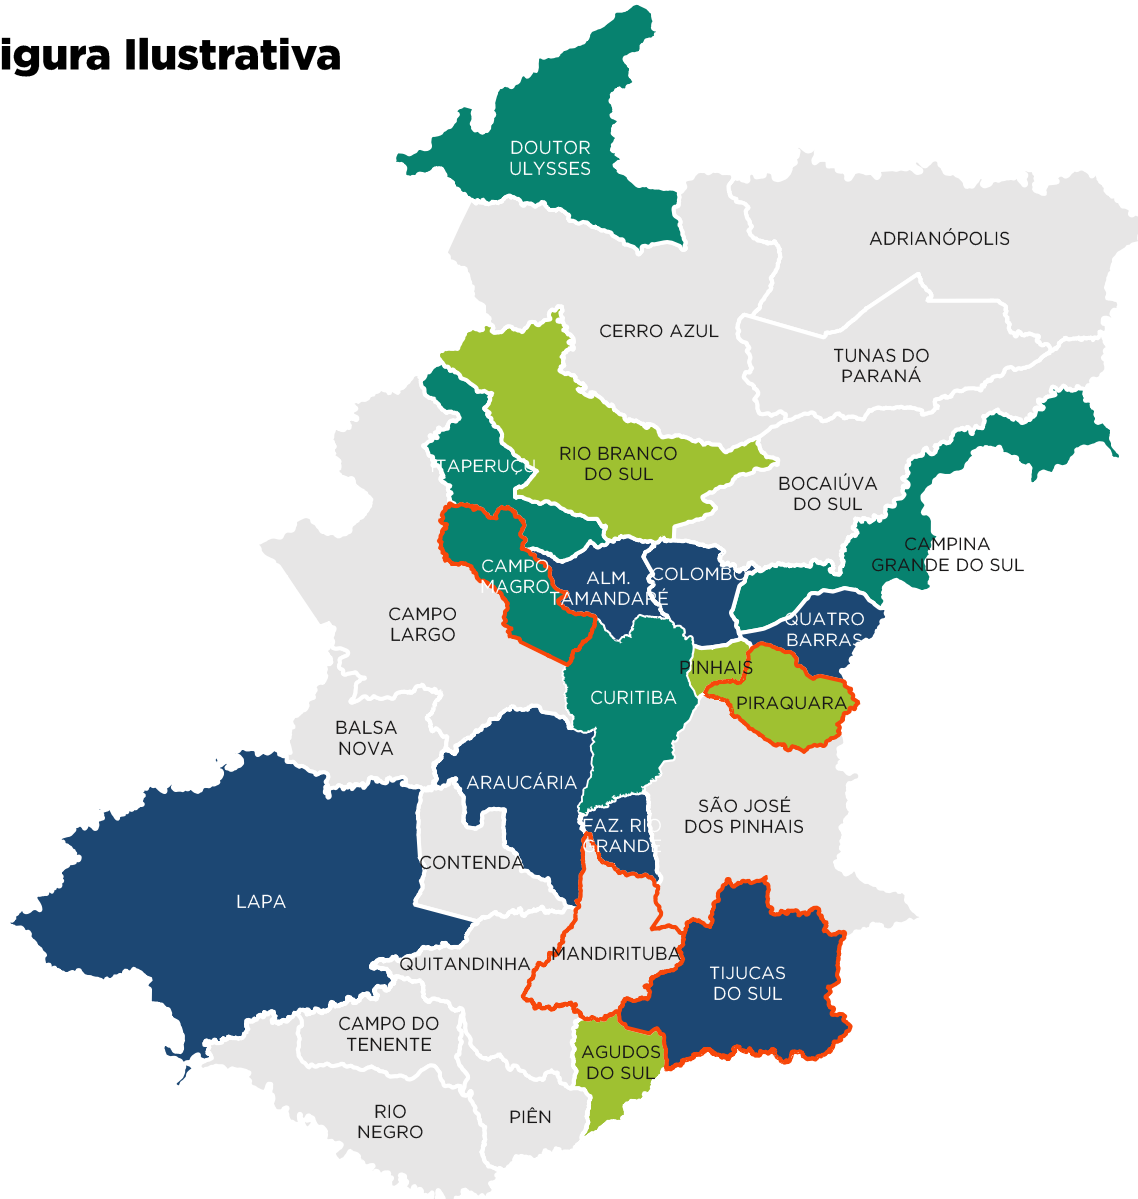 igura Ilustrativa
DOUTOR
ULYSSES
ADRIANÓPOLIS
CERRO AZUL
TUNAS DO
PARANÁ
RIO BRANCO
DO SUL
ITAPERUÇU
BOCAIÚVA
DO SUL
CAMPINA
GRANDE DO SUL
CAMPO
MAGRO
ALM.
TAMANDARÉ
COLOMBO
CAMPO
LARGO
QUATRO
BARRAS
PINHAIS
CURITIBA
PIRAQUARA
BALSA
NOVA
ARAUCÁRIA
SÃO JOSÉ
DOS PINHAIS
FAZ. RIO
GRANDE
CONTENDA
LAPA
MANDIRITUBA
QUITANDINHA
TIJUCAS
DO SUL
CAMPO DO
TENENTE
AGUDOS
DO SUL
RIO
NEGRO
PIÊN